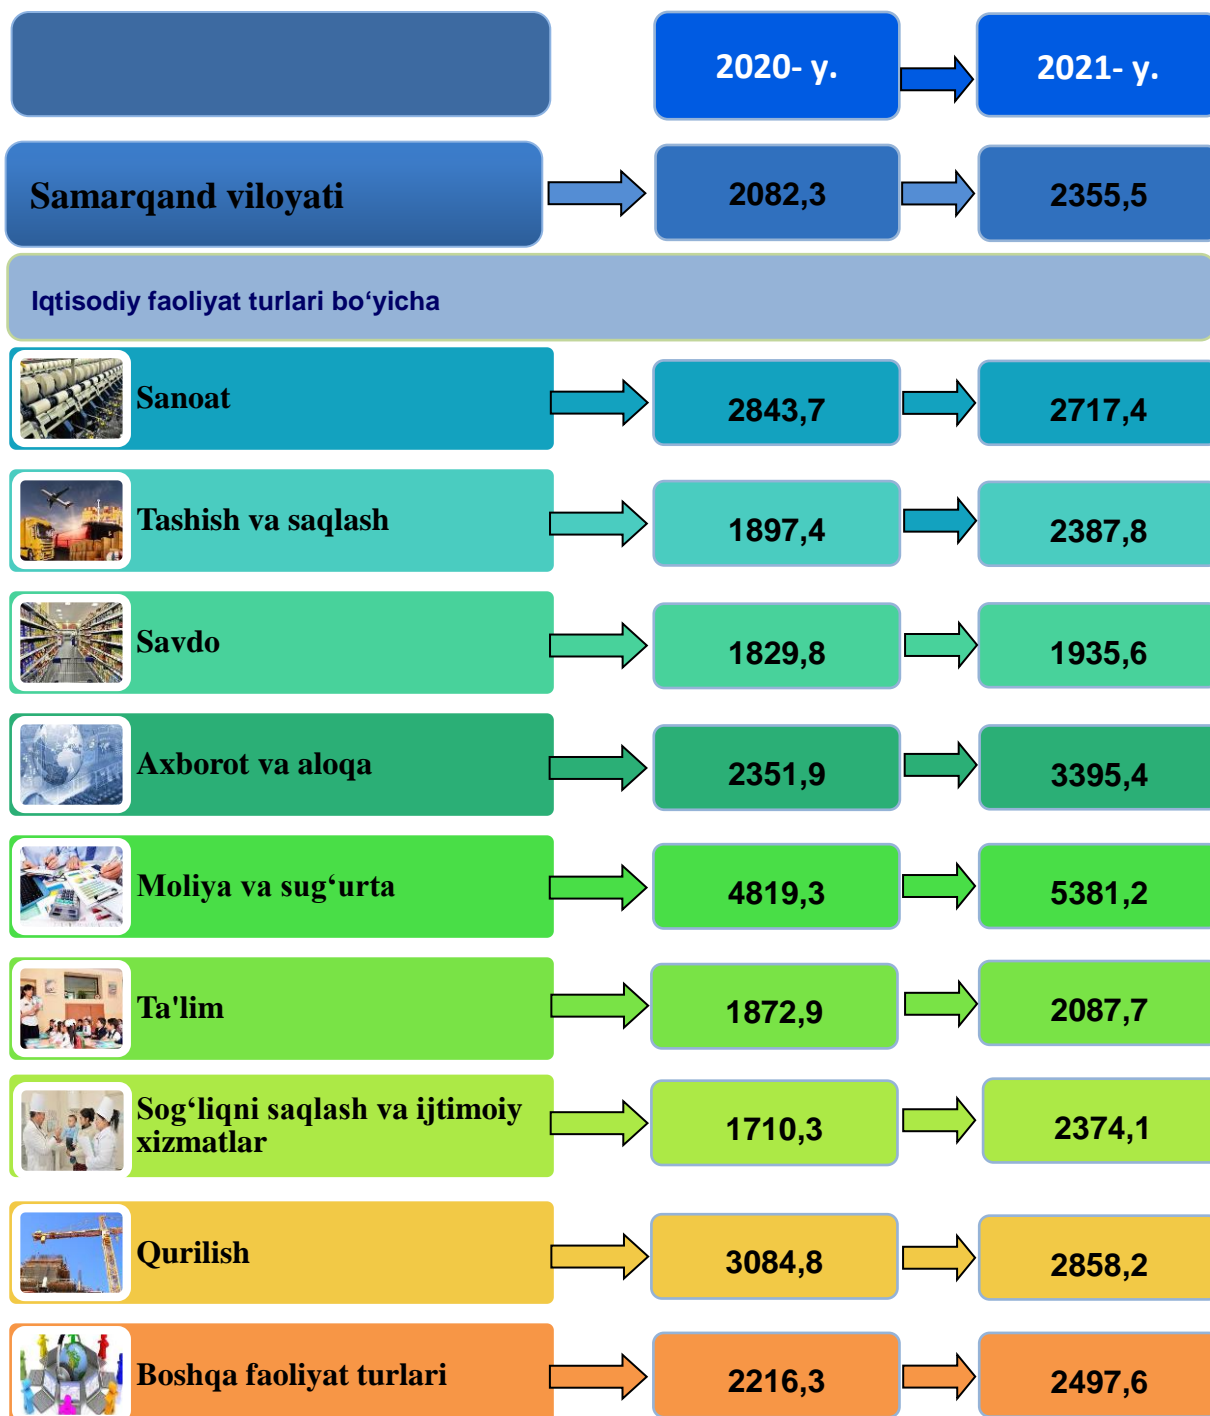 2020- y.
2021- y.
Samarqand viloyati
2082,3
2355,5
Iqtisodiy faoliyat turlari bo‘yicha
Sanoat
2843,7
2717,4
Tashish va saqlash
1897,4
2387,8
Savdo
1829,8
1935,6
Axborot va aloqa
2351,9
3395,4
Moliya va sug‘urta
4819,3
5381,2
Ta'lim
1872,9
2087,7
Sog‘liqni saqlash va ijtimoiy
xizmatlar
1710,3
2374,1
Qurilish
3084,8
2858,2
Boshqa faoliyat turlari
2216,3
2497,6